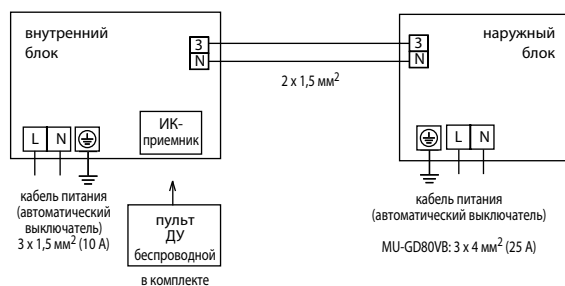 внутренний
блок
3
N
L N
ИК-
приемник
кабель питания
(автоматический
выключатель)
3 x 1,5 мм² (10 А)
пульт
ДУ
беспроводной
в комплекте
2 x 1,5 мм²
наружный
блок
3
N
L N
кабель питания
(автоматический выключатель)
MU-GD80VB: 3 x 4 мм² (25 А)